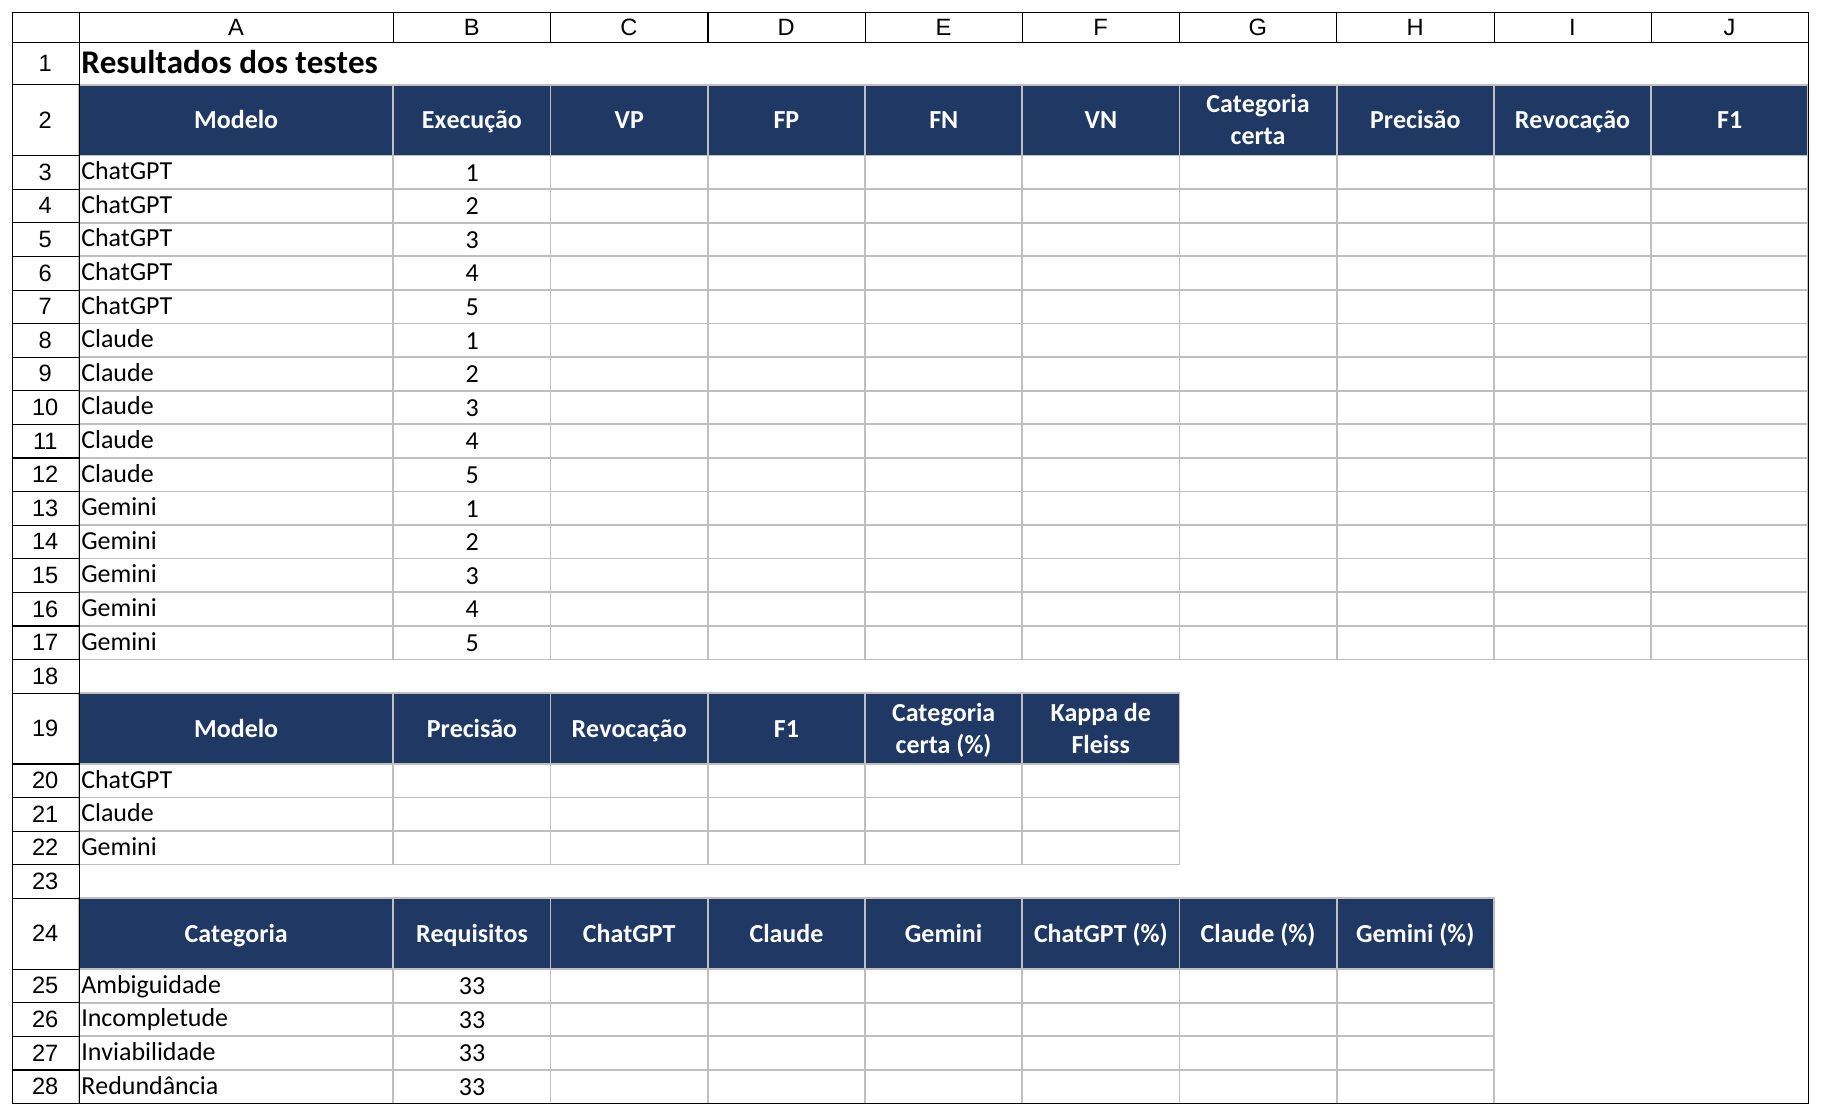 A B C D E F G H I J
1 Resultados dos testes
2 Modelo Execução VP FP FN VN Categoria certa Precisão Revocação F1
3 ChatGPT 1
4 ChatGPT 2
5 ChatGPT 3
6 ChatGPT 4
7 ChatGPT 5
8 Claude 1
9 Claude 2
10 Claude 3
11 Claude 4
12 Claude 5
13 Gemini 1
14 Gemini 2
15 Gemini 3
16 Gemini 4
17 Gemini 5
18
19 Modelo Precisão Revocação F1 Categoria certa (%) Kappa de Fleiss
20 ChatGPT
21 Claude
22 Gemini
23
24 Categoria Requisitos ChatGPT Claude Gemini ChatGPT (%) Claude (%) Gemini (%)
25 Ambiguidade 33
26 Incompletude 33
27 Inviabilidade 33
28 Redundância 33